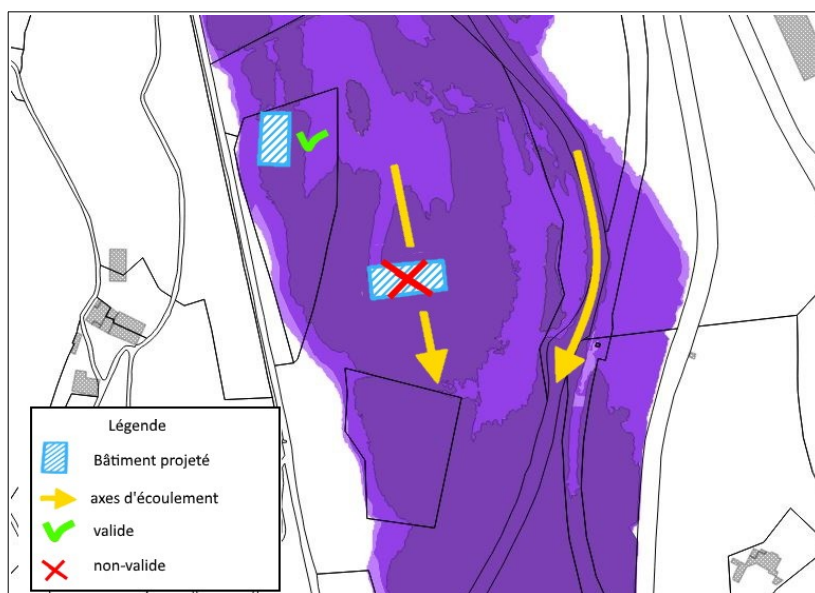 Légende
Bâtiment projeté
axes d'écoulement
valide
non-valide